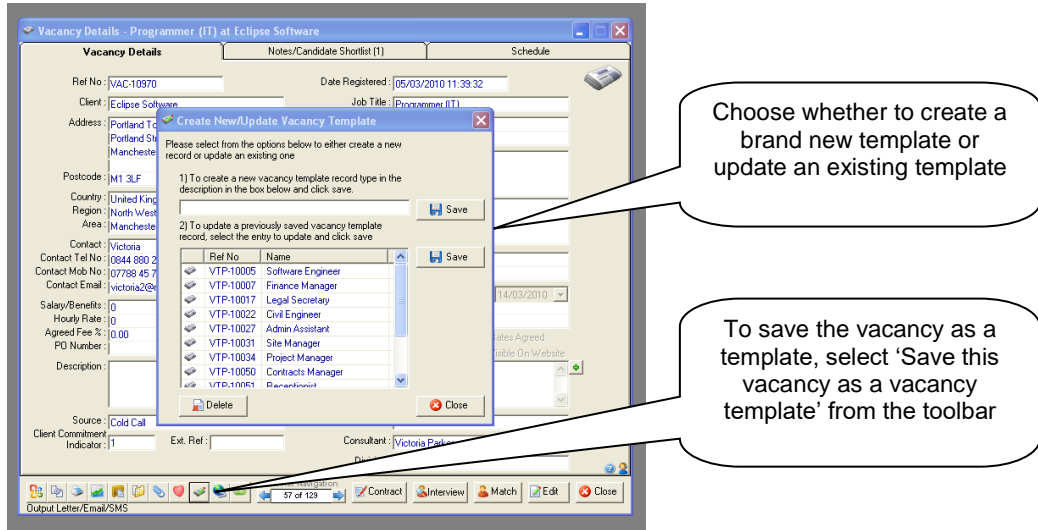 Vacancy Details - Programmer (IT) at Eclipse Software
Vacancy Details
Notes/Candidate Shortlist (1)
Schedule
Ref No : VAC-10970
Date Registered : 05/03/2010 11:39:32
Client : Eclipse Software
Job Title : Programmer (IT)
Address : Portland
Portland
Manchester
Postcode : M1 3LF
Country : United
Region : North West
Area : Manchester
Contact : Victoria
Contact Tel No : 0844 880
Contact Mob No : 07788 45
Contact Email :
Salary/Benefits : 0
Hourly Rate : 0
Agreed Fee % : 0.00
PO Number :
14/03/2010
Agreed
On Website
Description :
Source : Cold Call
Client Commitment
Indicator : 1
Ext. Ref :
Consultant : Victoria
Create New/Update Vacancy Template
Please select from the options below to either create a new
record or update an existing one
1) To create a new vacancy template record type in the
description in the box below and click save.
Save
2) To update a previously saved vacancy template
record, select the entry to update and click save
Save
Ref No Name
VTP-10005 Software Engineer
VTP-10007 Finance Manager
VTP-10017 Legal Secretary
VTP-10022 Civil Engineer
VTP-10027 Admin Assistant
VTP-10031 Site Manager
VTP-10034 Project Manager
VTP-10050 Contracts Manager
VTP-10051 Receptionist
Delete
Close
57 of 129
Contract
Interview
Match
Edit
Close
Output Letter/Email/SMS
Choose whether to create a
brand new template or
update an existing template
To save the vacancy as a
template, select ‘Save this
vacancy as a vacancy
template’ from the toolbar